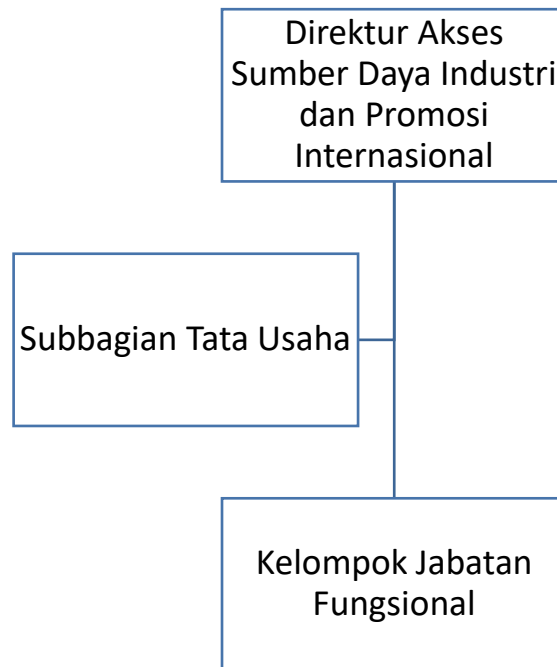 Direktur Akses
Sumber Daya Industri
dan Promosi
Internasional
Subbagian Tata Usaha
Kelompok Jabatan
Fungsional